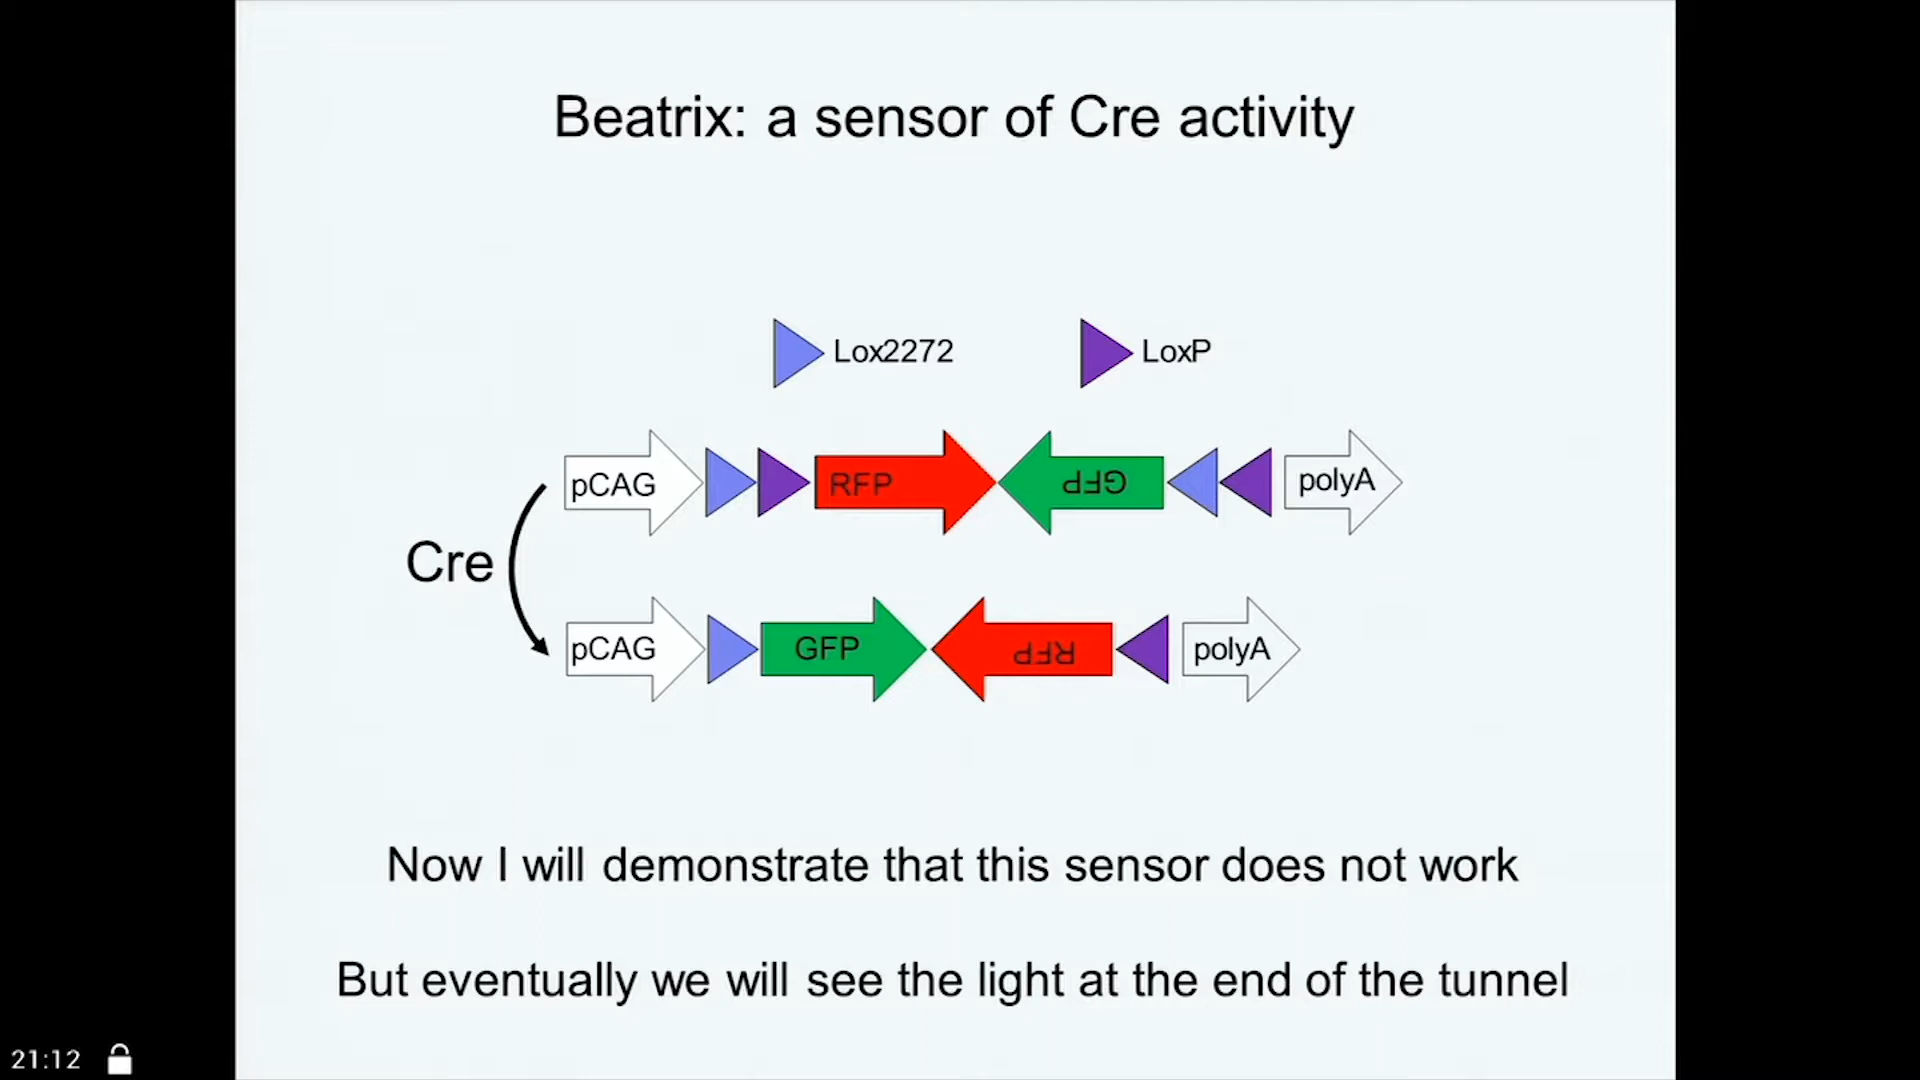 Beatrix: a sensor of Cre activity
Lox2272 LoxP
pCAG RFP GFP polyA
Cre
pCAG GFP RFP polyA
Now I will demonstrate that this sensor does not work
But eventually we will see the light at the end of the tunnel
21:12